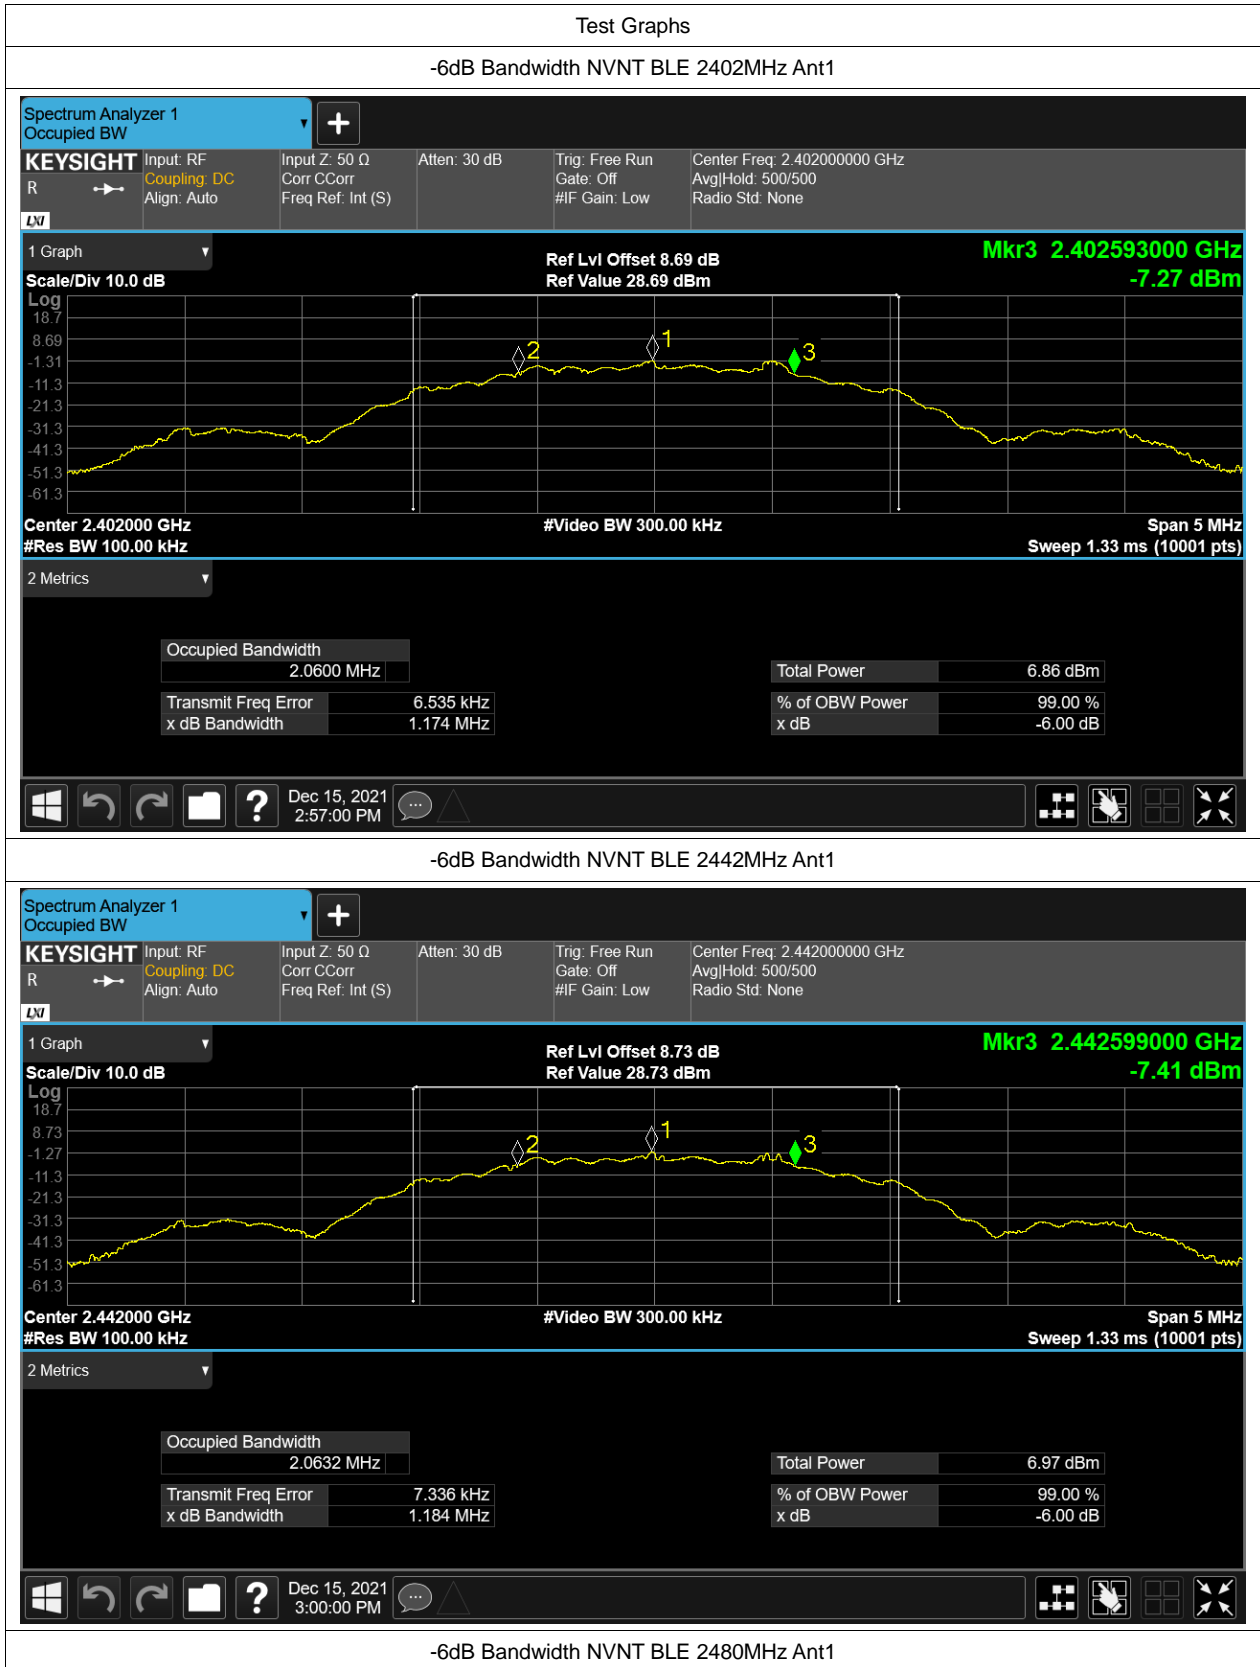 Test Graphs
-6dB Bandwidth NVNT BLE 2402MHz Ant1
Spectrum Analyzer 1
Occupied BW
KEYSIGHT Input: RF Input Z: 50 Ω Atten: 30 dB Trig: Free Run Center Freq: 2.402000000 GHz
R Coupling: DC Corr CCorr Gate: Off Avg|Hold: 500/500
Align: Auto Freq Ref: Int (S) #IF Gain: Low Radio Std: None
LXI
1 Graph Ref Lvl Offset 8.69 dB Mkr3 2.402593000 GHz
Scale/Div 10.0 dB Ref Value 28.69 dBm -7.27 dBm
Log
18.7
8.69
-1.31
-11.3
-21.3
-31.3
-41.3
-51.3
-61.3
2 1 3
Center 2.402000 GHz #Video BW 300.00 kHz Span 5 MHz
#Res BW 100.00 kHz Sweep 1.33 ms (10001 pts)
2 Metrics
Occupied Bandwidth
2.0600 MHz Total Power 6.86 dBm
Transmit Freq Error 6.535 kHz % of OBW Power 99.00 %
x dB Bandwidth 1.174 MHz x dB -6.00 dB
Dec 15, 2021
2:57:00 PM
-6dB Bandwidth NVNT BLE 2442MHz Ant1
Spectrum Analyzer 1
Occupied BW
KEYSIGHT Input: RF Input Z: 50 Ω Atten: 30 dB Trig: Free Run Center Freq: 2.442000000 GHz
R Coupling: DC Corr CCorr Gate: Off Avg|Hold: 500/500
Align: Auto Freq Ref: Int (S) #IF Gain: Low Radio Std: None
LXI
1 Graph Ref Lvl Offset 8.73 dB Mkr3 2.442599000 GHz
Scale/Div 10.0 dB Ref Value 28.73 dBm -7.41 dBm
Log
18.7
8.73
-1.27
-11.3
-21.3
-31.3
-41.3
-51.3
-61.3
2 1 3
Center 2.442000 GHz #Video BW 300.00 kHz Span 5 MHz
#Res BW 100.00 kHz Sweep 1.33 ms (10001 pts)
2 Metrics
Occupied Bandwidth
2.0632 MHz Total Power 6.97 dBm
Transmit Freq Error 7.336 kHz % of OBW Power 99.00 %
x dB Bandwidth 1.184 MHz x dB -6.00 dB
Dec 15, 2021
3:00:00 PM
-6dB Bandwidth NVNT BLE 2480MHz Ant1